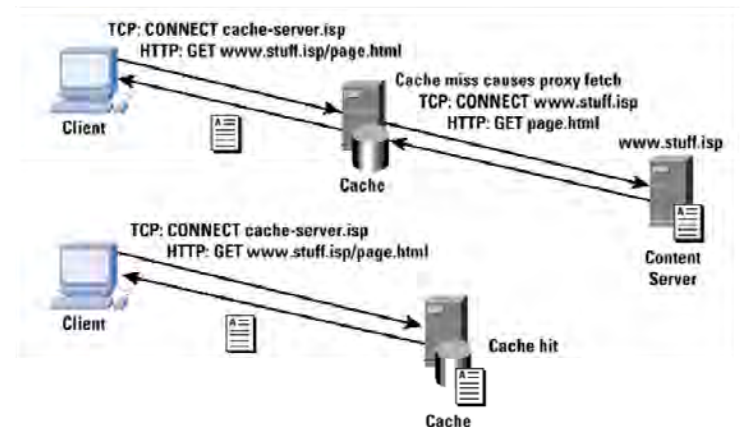 TCP: CONNECT cache-server.isp
HTTP: GET www.stuff.isp/page.html
Cache miss causes proxy fetch
TCP: CONNECT www.stuff.isp
HTTP: GET page.html
www.stuff.isp
Client
A
Cache
A
Content
Server
TCP: CONNECT cache-server.isp
HTTP: GET www.stuff.isp/page.html
Client
A
Cache hit
A
Cache